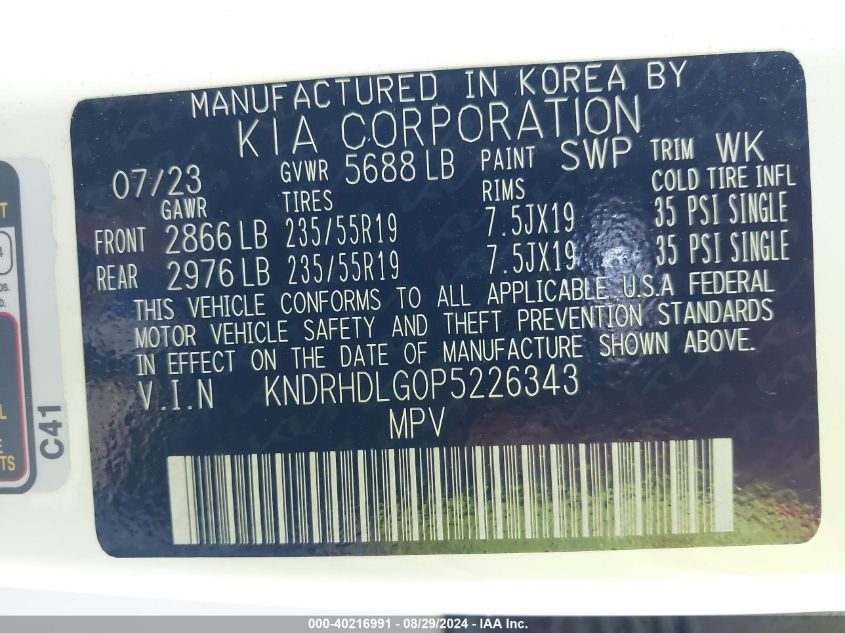 MANUFACTURED IN KOREA BY
KIA CORPORATION
07/23 GVWR 5688 LB PAINT SWP TRIM WK
GAWR TIRES RIMS COLD TIRE INFL
FRONT 2866 LB 235/55R19 7.5JX19 35 PSI SINGLE
REAR 2976 LB 235/55R19 7.5JX19 35 PSI SINGLE
THIS VEHICLE CONFORMS TO ALL APPLICABLE U.S.A FEDERAL
MOTOR VEHICLE SAFETY AND THEFT PREVENTION STANDARDS
IN EFFECT ON THE DATE OF MANUFACTURE SHOWN ABOVE.
V.I.N KNDRHDLG0P5226343
MPV
C41
000-40216991 - 08/29/2024 - IAA Inc.